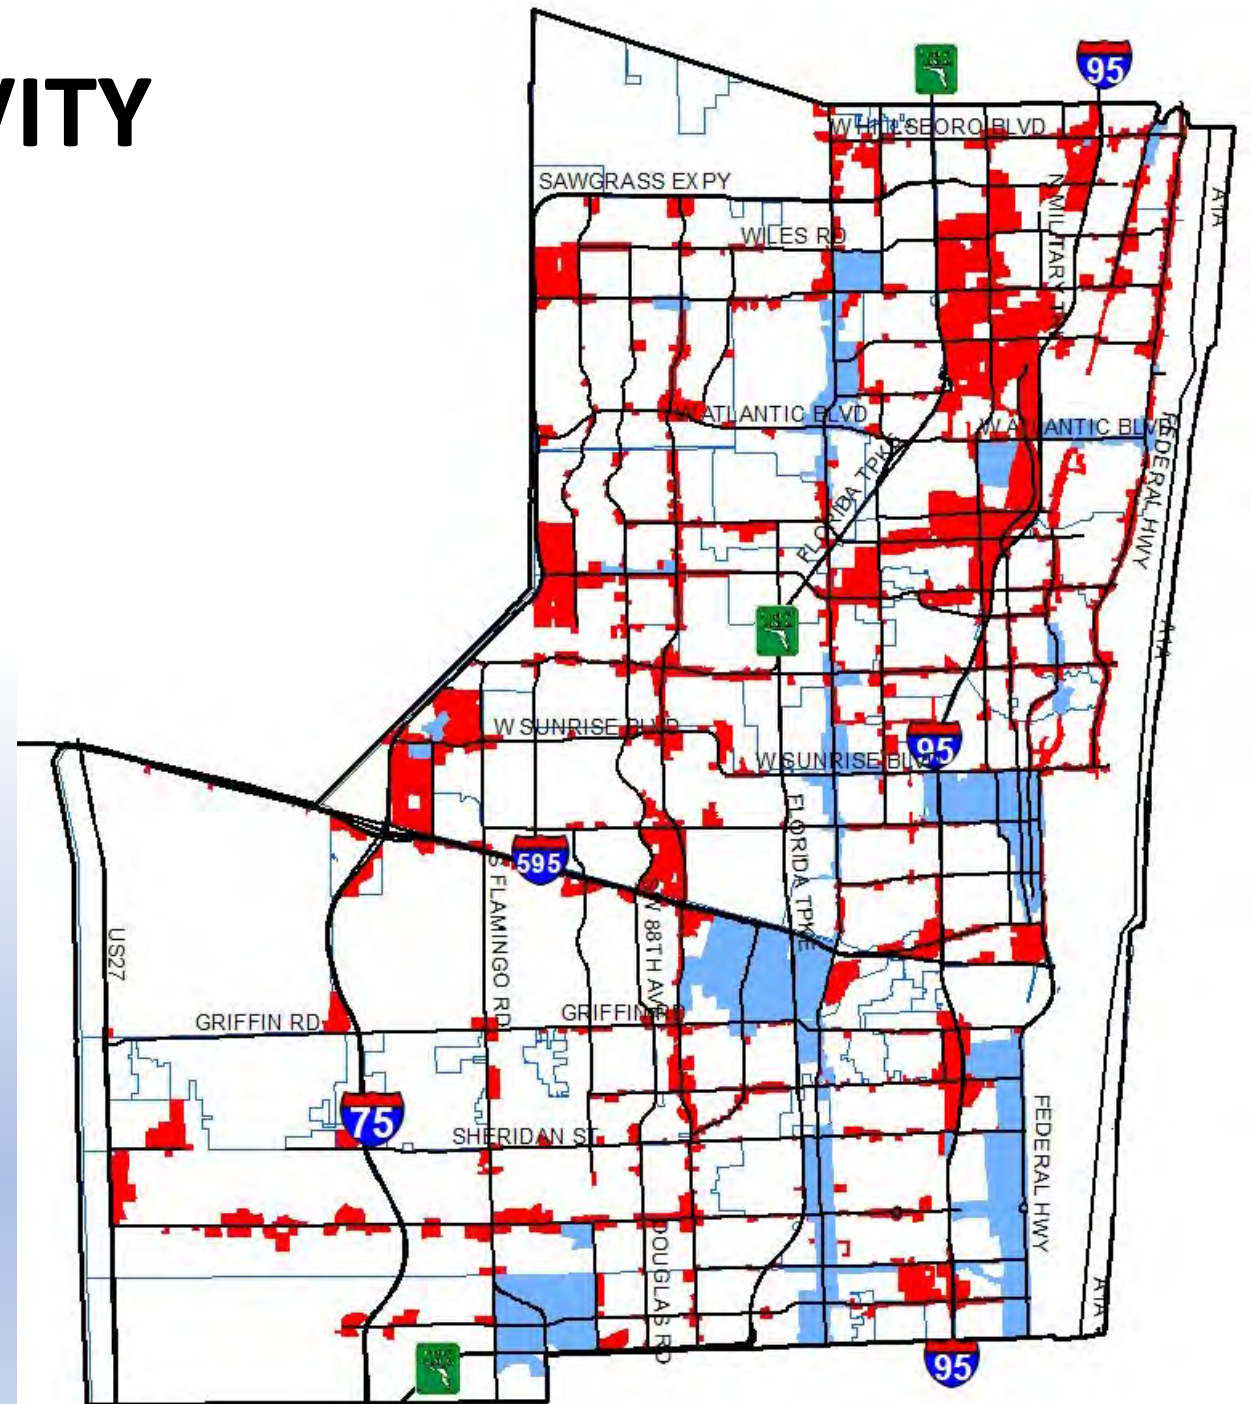 VITY
95
W HILLSBORO BLVD
SAWGRASS EXPY
A1A
WILES RD
N MILITARY
W ATLANTIC BLVD
W ATLANTIC BLVD
FEDERAL HWY
FLORIDA TPKE
A1A
W SUNRISE BLVD
95
W SUNRISE BLVD
FLORIDA TPKE
595
S FLAMINGO RD
SW 88TH AVE
US27
GRIFFIN RD
GRIFFIN RD
75
SHERIDAN ST
FEDERAL HWY
DOUGLAS RD
A1A
95